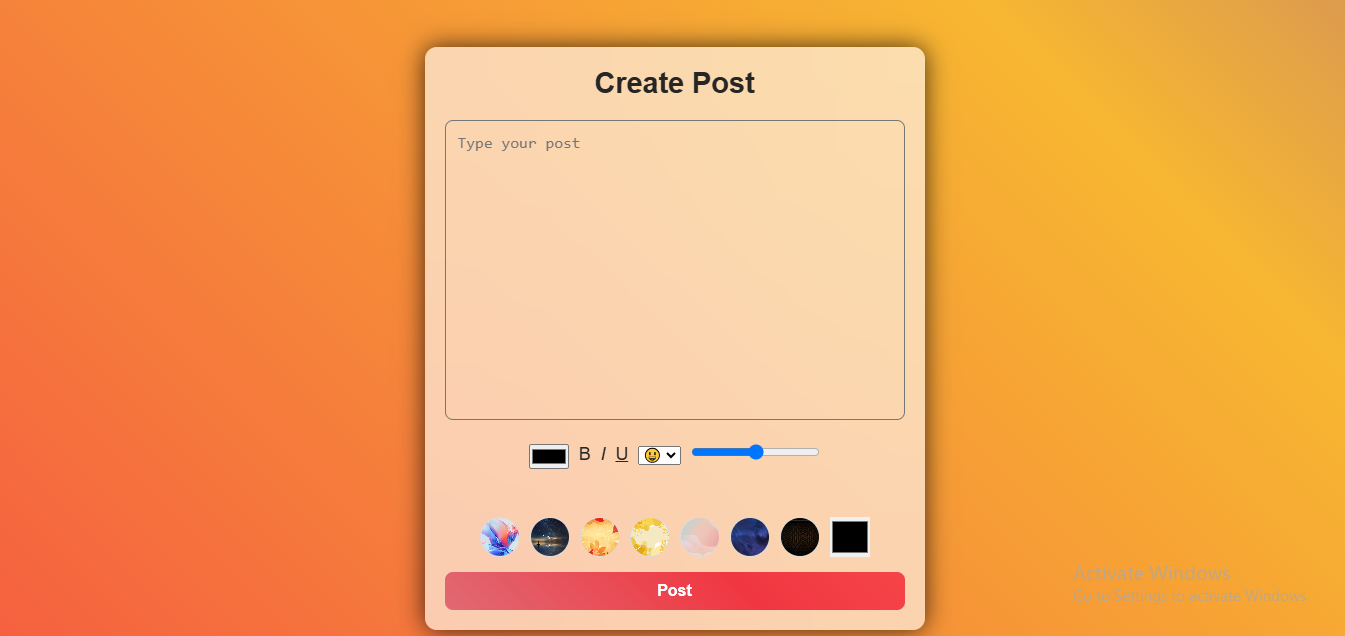 Create Post
Type your post
B I U
Post
Activate Windows
Go to Settings to activate Windows.